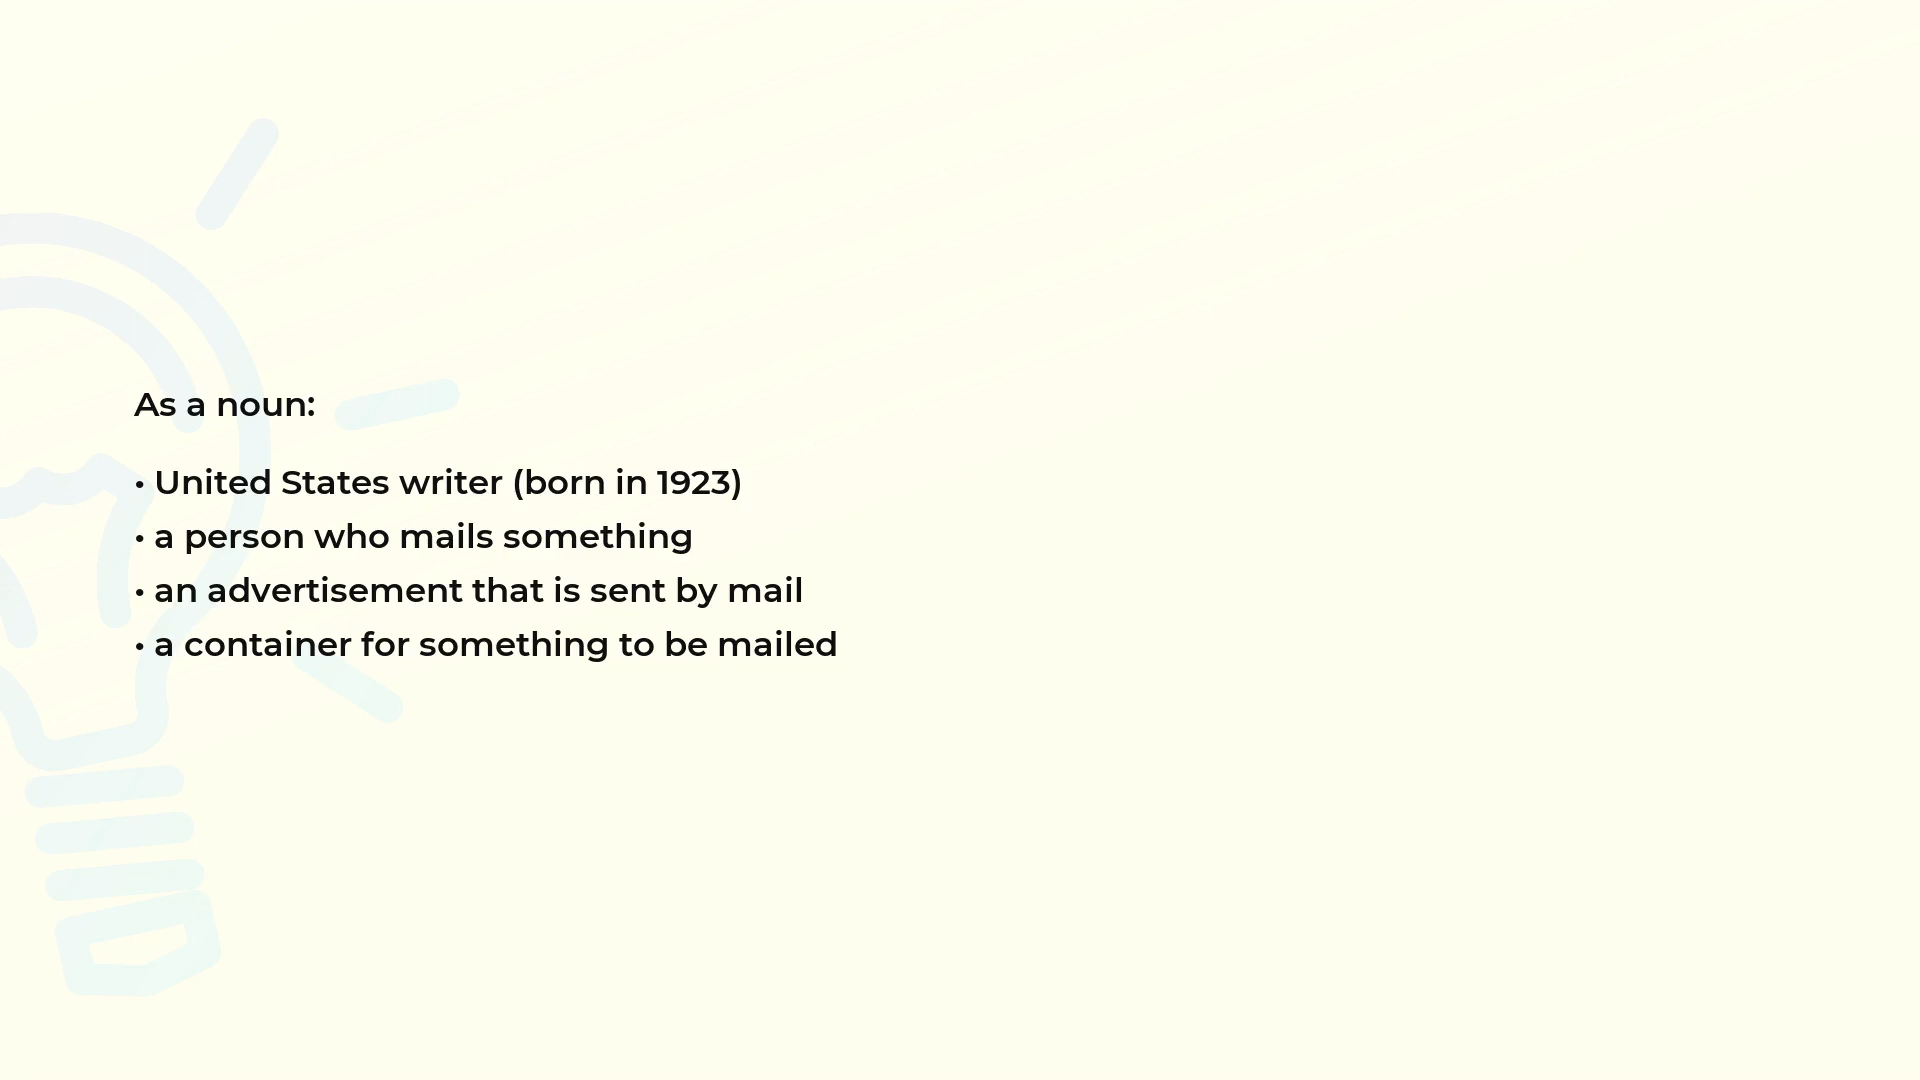 As a noun:
• United States writer (born in 1923)
• a person who mails something
• an advertisement that is sent by mail
• a container for something to be mailed